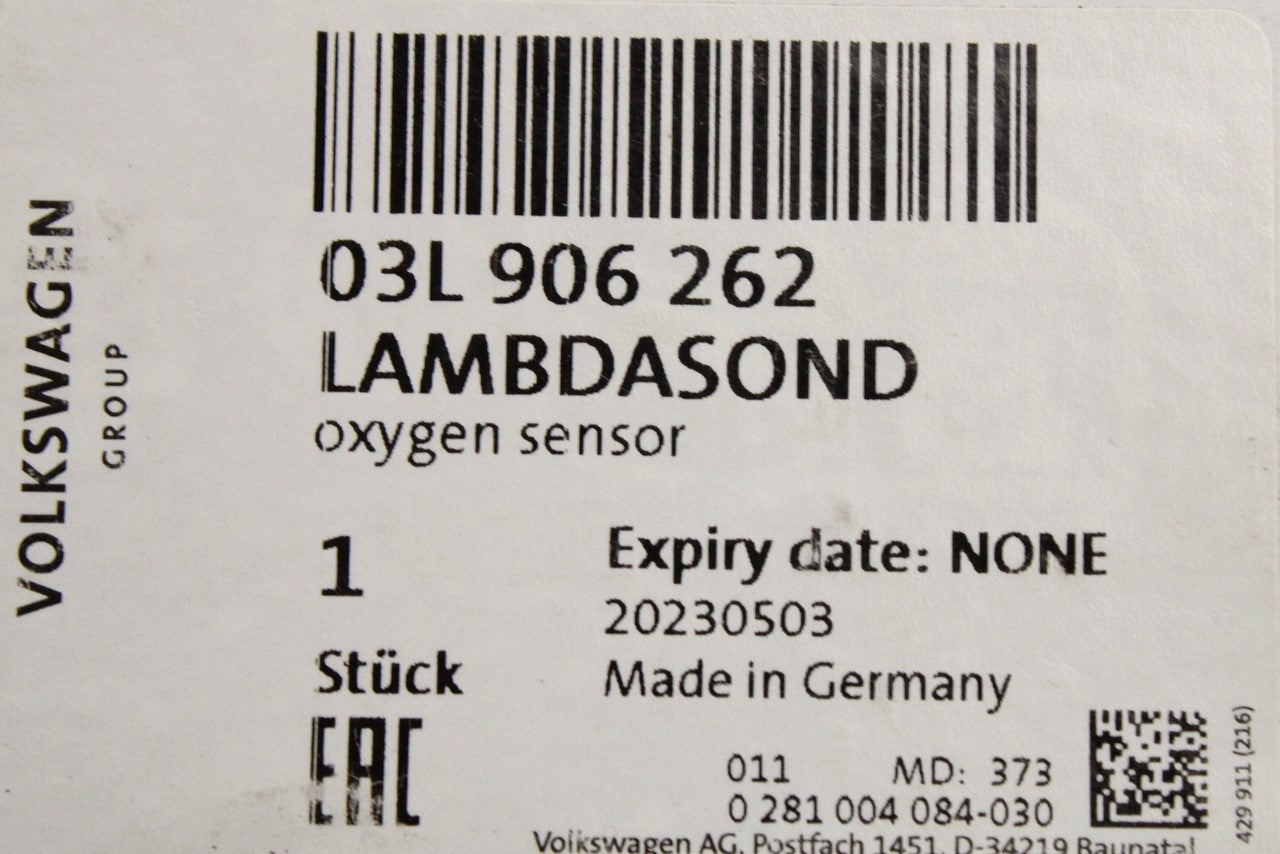 VOLKSWAGEN
GROUP
03L 906 262
LAMBDASOND
oxygen sensor
1
Stück
EAC
Expiry date: NONE
20230503
Made in Germany
011 MD: 373
0 281 004 084-030
Volkswagen AG, Postfach 1451, D-34219 Baunatal
429 911 (216)